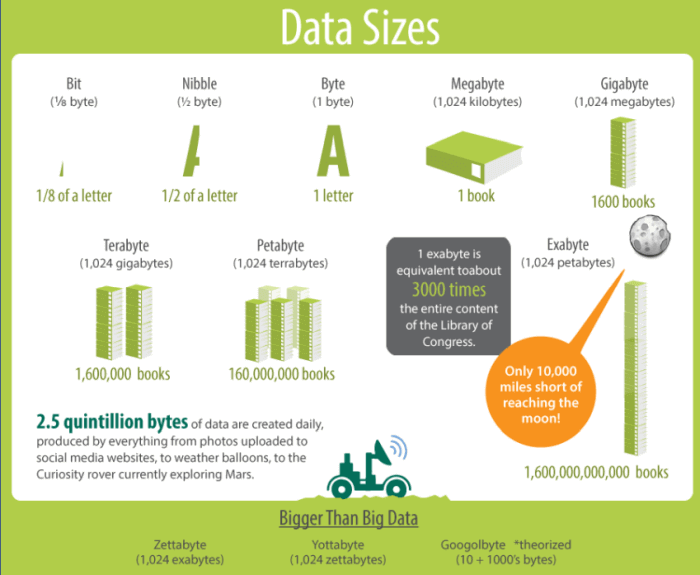 Data Sizes
Bit
(⅛ byte)
1/8 of a letter
Nibble
(½ byte)
1/2 of a letter
Byte
(1 byte)
A
1 letter
Megabyte
(1,024 kilobytes)
1 book
Gigabyte
(1,024 megabytes)
1600 books
Terabyte
(1,024 gigabytes)
1,600,000 books
Petabyte
(1,024 terrabytes)
160,000,000 books
1 exabyte is
equivalent toabout
3000 times
the entire content
of the Library of
Congress.
Exabyte
(1,024 petabytes)
Only 10,000
miles short of
reaching the
moon!
1,600,000,000,000 books
2.5 quintillion bytes of data are created daily,
produced by everything from photos uploaded to
social media websites, to weather balloons, to the
Curiosity rover currently exploring Mars.
Bigger Than Big Data
Zettabyte
(1,024 exabytes)
Yottabyte
(1,024 zettabytes)
Googolbyte *theorized
(10 + 1000's bytes)